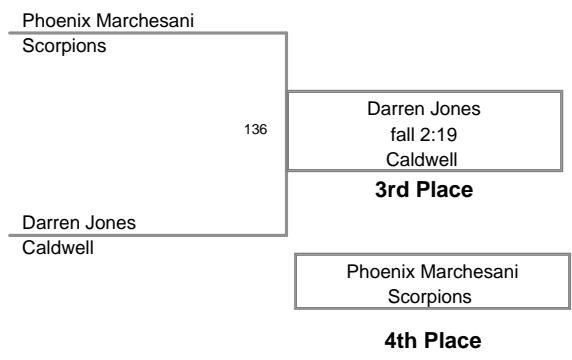 Phoenix Marchesani
Scorpions
136
Darren Jones
fall 2:19
Caldwell
3rd Place
Darren Jones
Caldwell
Phoenix Marchesani
Scorpions
4th Place